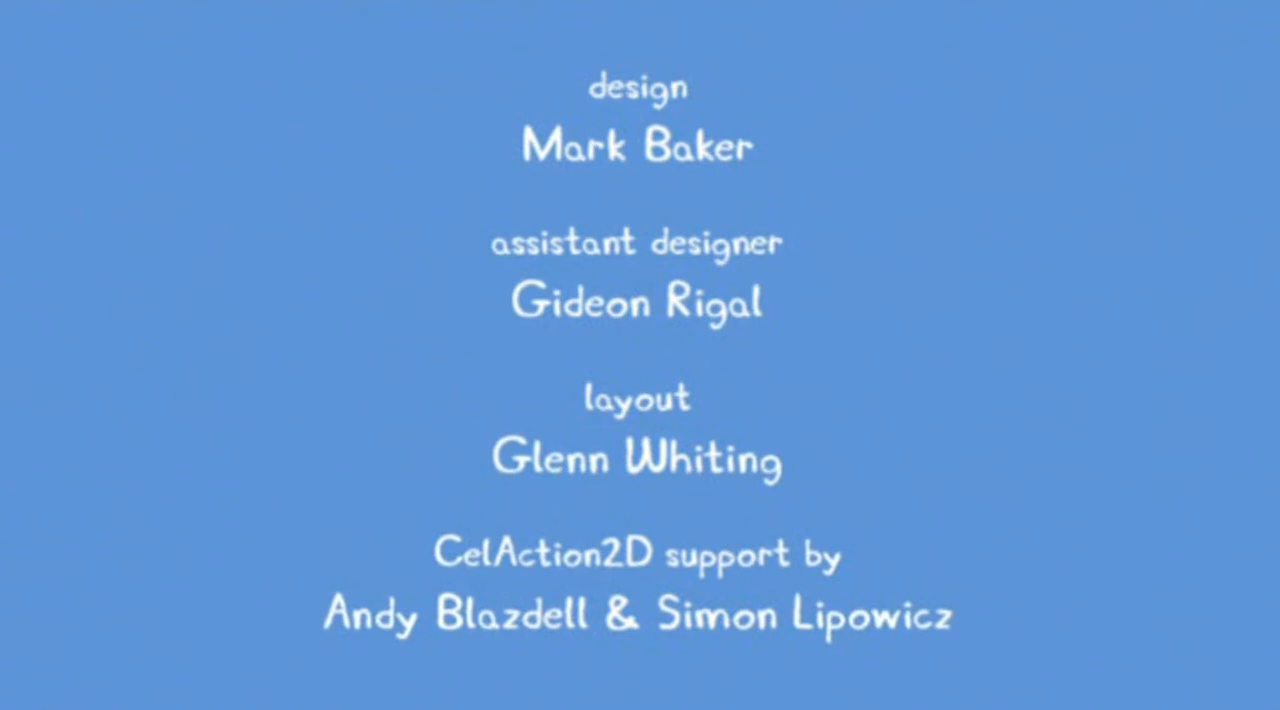 design
Mark Baker
assistant designer
Gideon Rigal
layout
Glenn Whiting
CelAction2D support by
Andy Blazdell & Simon Lipowicz